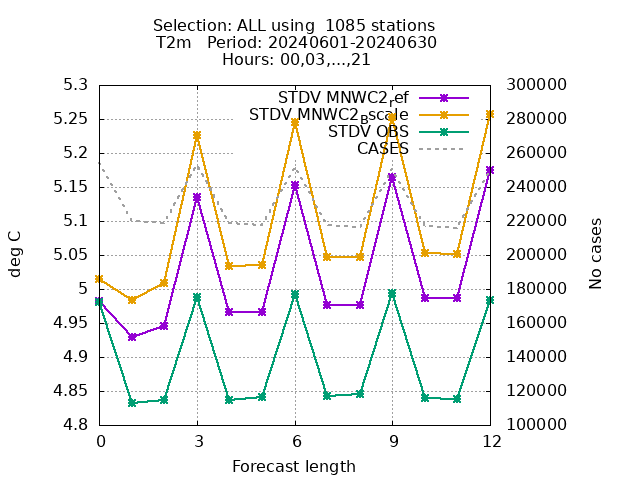 Selection: ALL using  1085 stations
T2m   Period: 20240601-20240630
Hours: 00,03,...,21
STDV MNWC2_ref
STDV MNWC2_Bscale
STDV OBS
CASES
5.3
5.25
5.2
5.15
5.1
5.05
5
4.95
4.9
4.85
4.8
deg C
300000
280000
260000
240000
220000
200000
180000
160000
140000
120000
100000
No cases
0 3 6 9 12
Forecast length